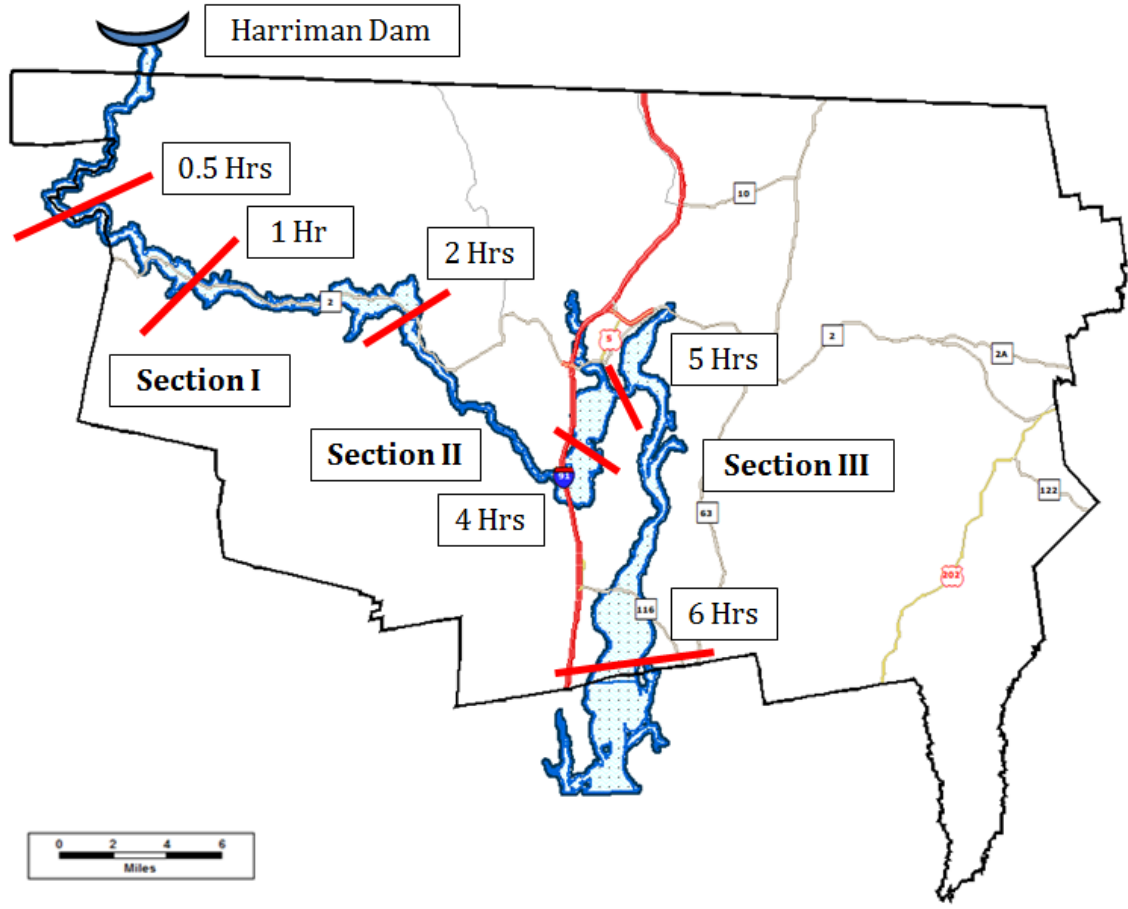 Harriman Dam
0.5 Hrs
10
1 Hr
2 Hrs
2
5
5 Hrs
2
2A
Section I
Section II
Section III
91
4 Hrs
122
63
202
116
6 Hrs
0 2 4 6
Miles